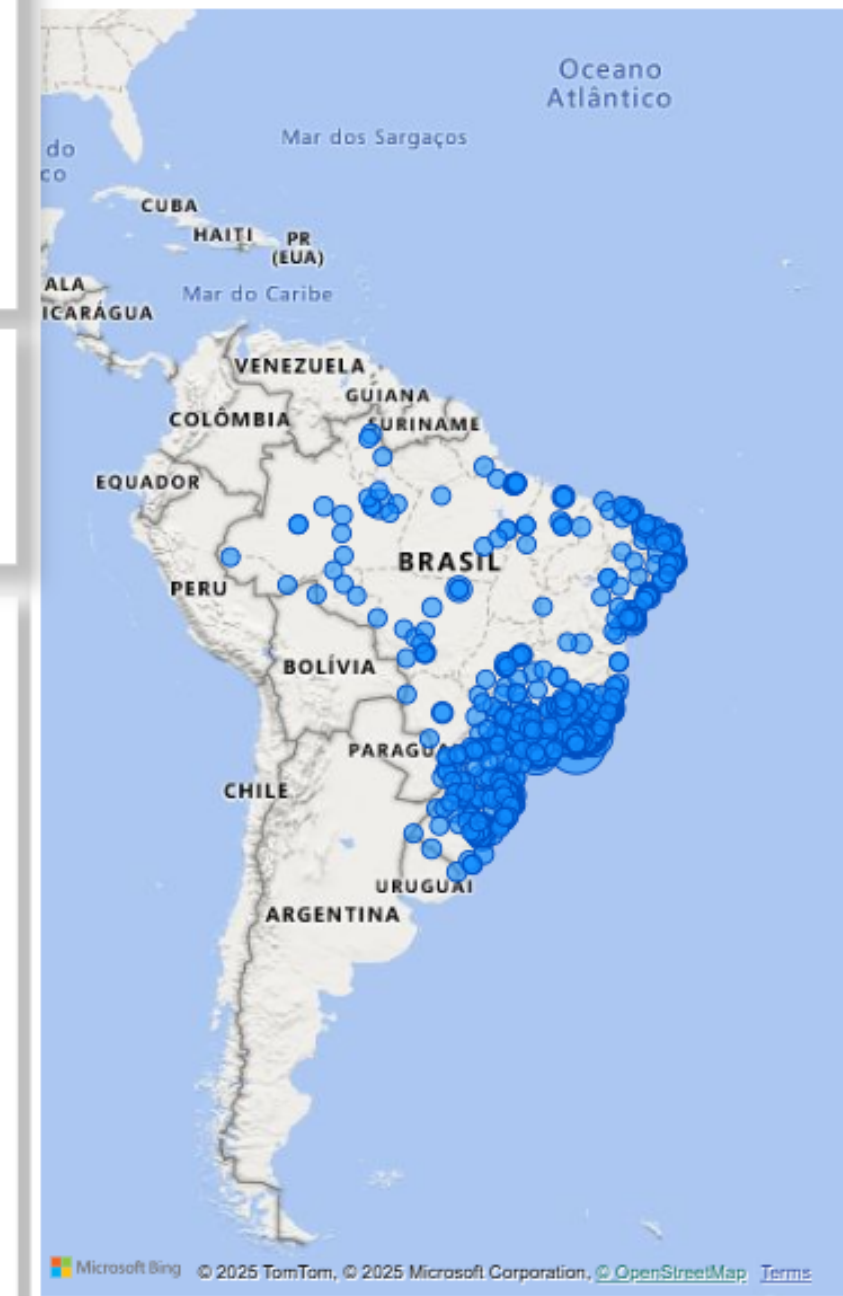 Oceano
Atlântico
Mar dos Sargaços
do
co
CUBA
HAITI
PR
(EUA)
ALA
Mar do Caribe
ICARÁGUA
VENEZUELA
GUIANA
COLÔMBIA
SURINAME
EQUADOR
BRASIL
PERU
BOLÍVIA
PARAGUA
CHILE
URUGUAI
ARGENTINA
Microsoft Bing © 2025 TomTom, © 2025 Microsoft Corporation, © OpenStreetMap Terms